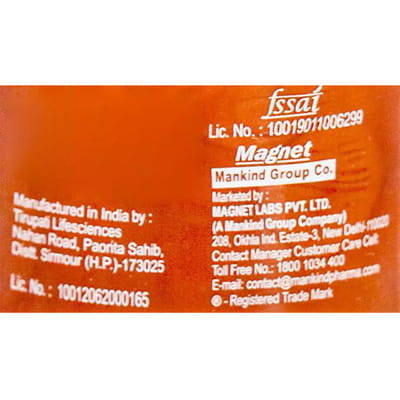 Manufactured in India by :
Tirupati Lifesciences
Nahan Road, Paorita Sahib,
Distt. Sirmour (H.P.)-173025
Lic. No. : 10012062000165
fssai
Lic. No. : 10019011006299
Magnet
Mankind Group Co.
Marketed by :
MAGNET LABS PVT. LTD.
(A Mankind Group Company)
208, Okhla Ind. Estate-3, New Delhi-110020
Contact Manager Customer Care Cell:
Toll Free No.: 1800 1034 400
E-mail: contact@mankindpharma.com
® - Registered Trade Mark